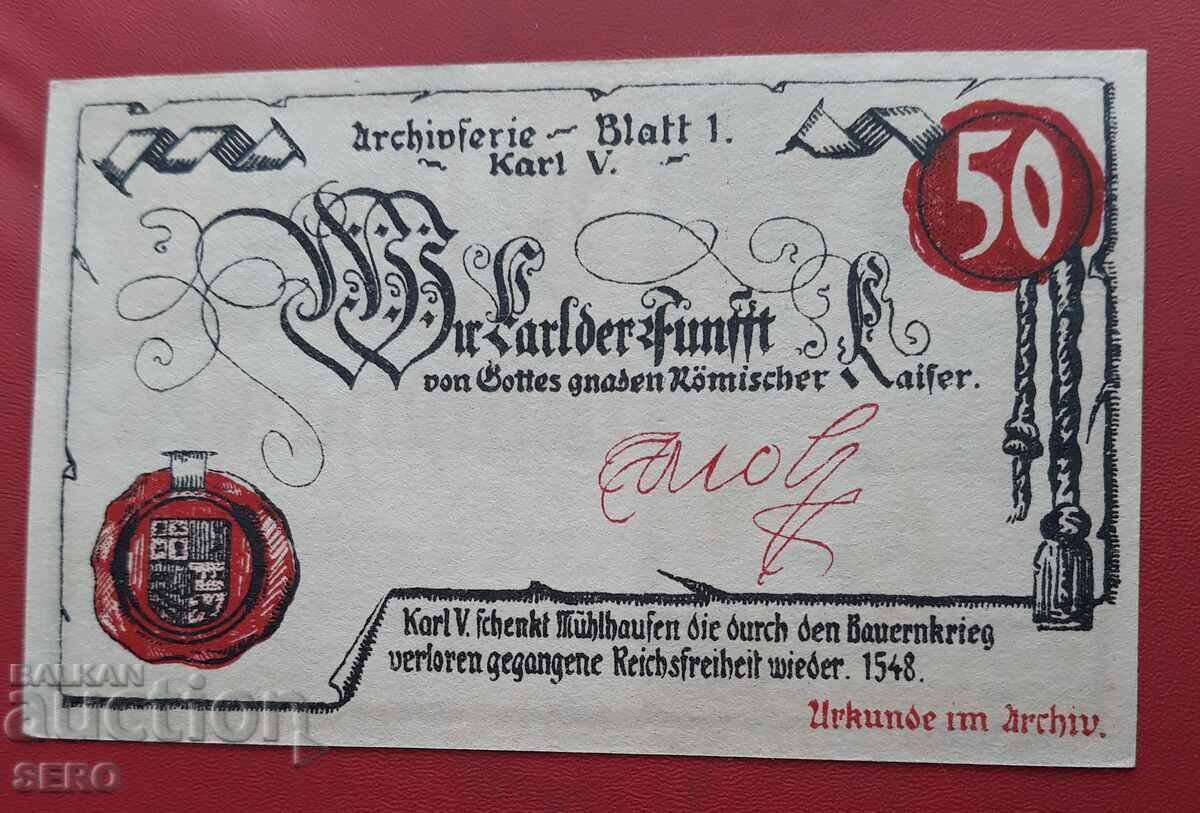 Archivserie - Blatt 1.
~ Karl V. ~
50
Wir Carl der Funfft
von Gottes gnaden Römischer Kaiser.
Karl V. schenkt Mühlhausen die durch den Bauernkrieg
verloren gegangene Reichsfreiheit wieder. 1548.
Urkunde im Archiv.
BALKAN
auction
SERO